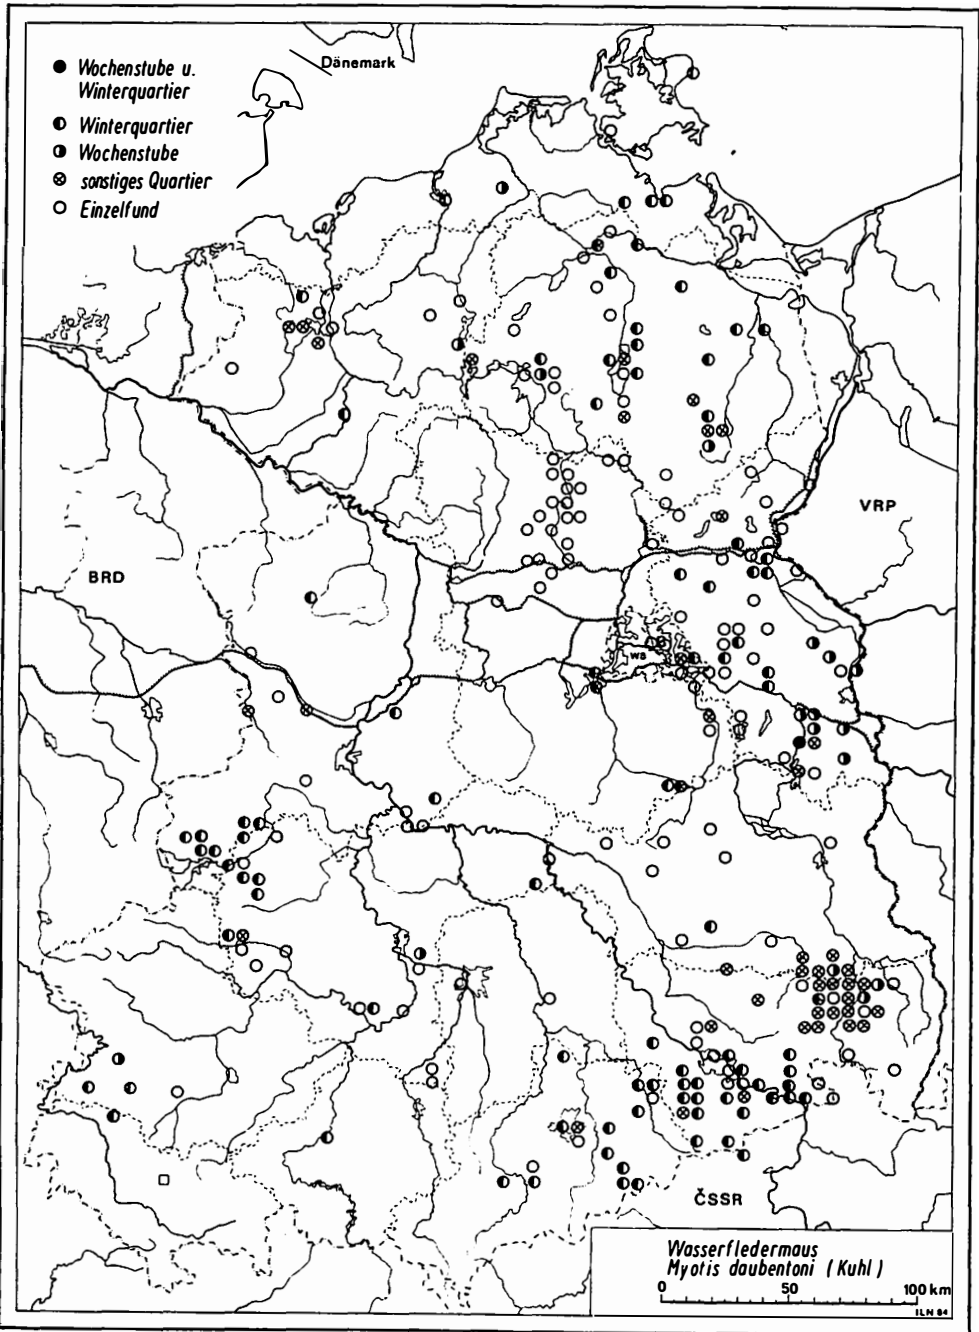 Dänemark
Wochenstube u.
Winterquartier
Winterquartier
Wochenstube
sonstiges Quartier
Einzelfund
VRP
BRD
WB
ČSSR
Wasserfledermaus
Myotis daubentoni (Kuhl)
0 50 100 km
ILN 84